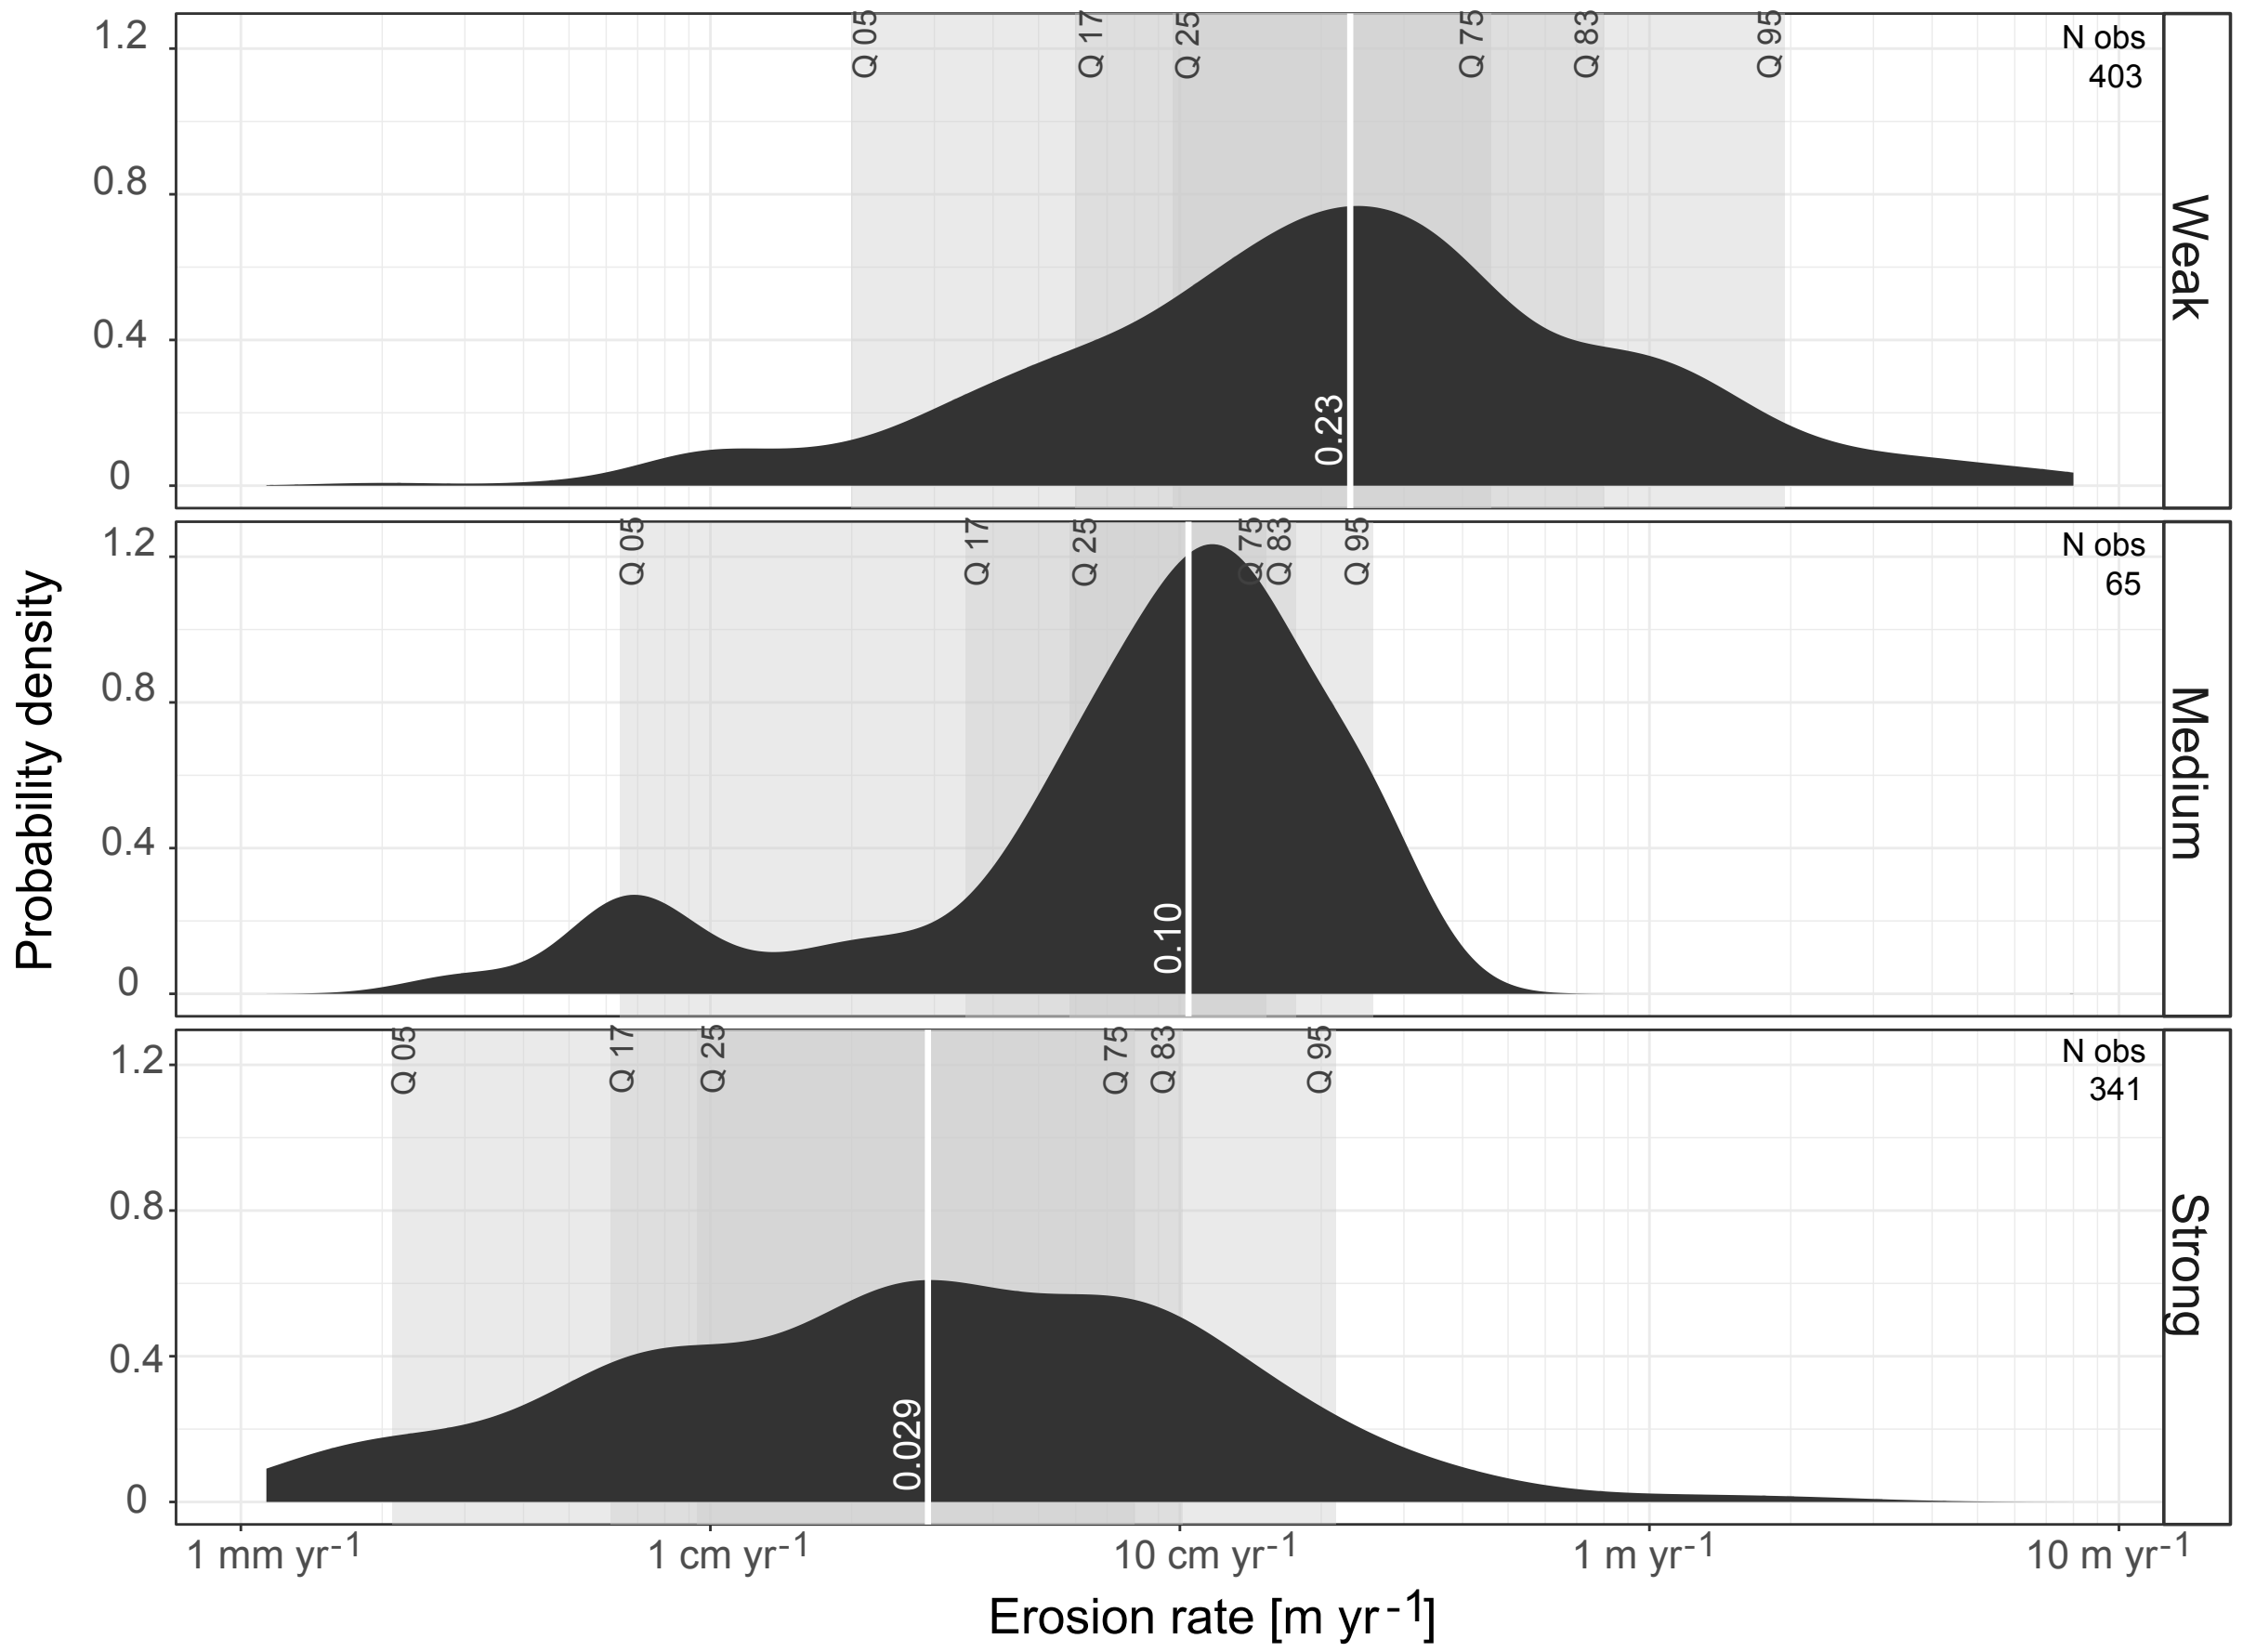 Probability density
1.2
0.8
0.4
0
Q 05
Q 17
Q 25
Q 75
Q 83
Q 95
N obs
403
0.23
Weak
1.2
0.8
0.4
0
Q 05
Q 17
Q 25
Q 75
Q 83
Q 95
N obs
65
0.10
Medium
1.2
0.8
0.4
0
Q 05
Q 17
Q 25
Q 75
Q 83
Q 95
N obs
341
0.029
Strong
1 mm yr⁻¹
1 cm yr⁻¹
10 cm yr⁻¹
1 m yr⁻¹
10 m yr⁻¹
Erosion rate [m yr⁻¹]